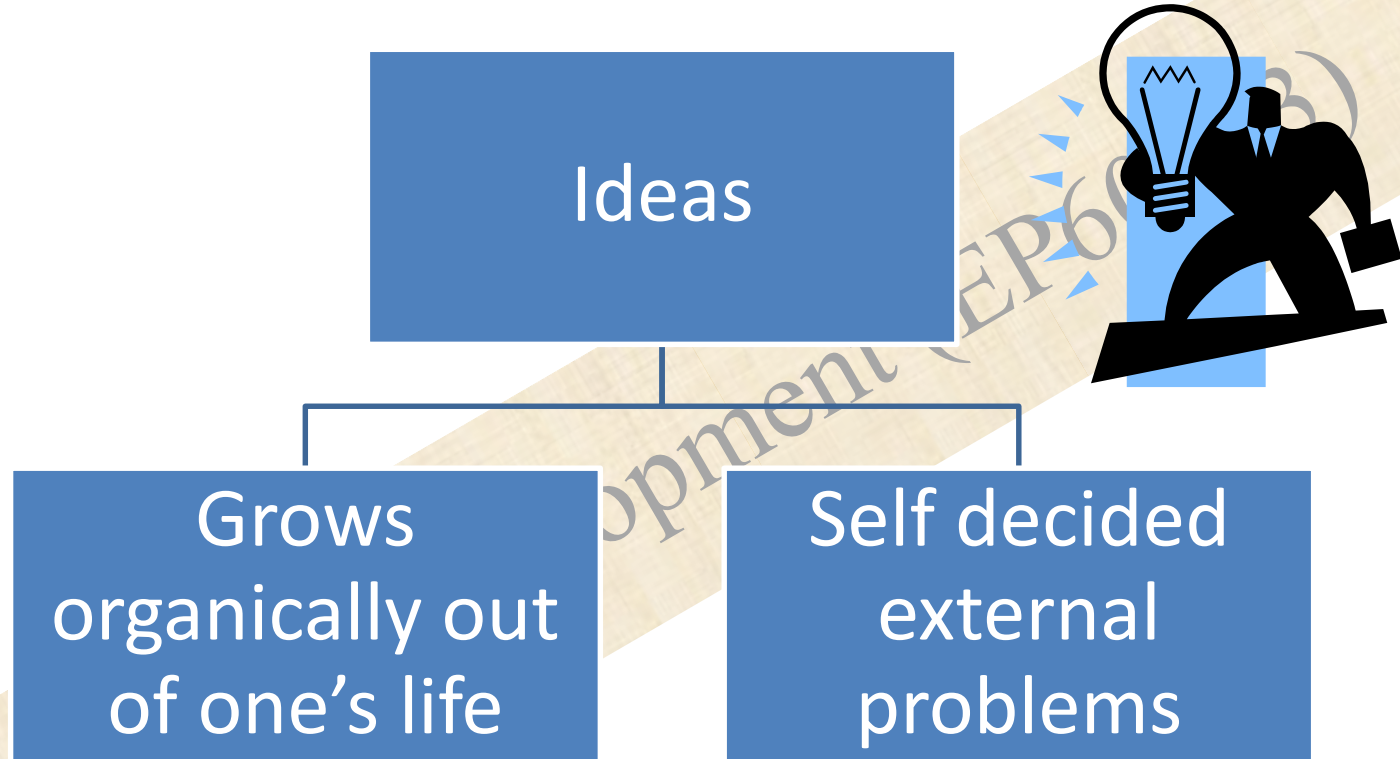 Ideas
Grows
organically out
of one’s life
Self decided
external
problems